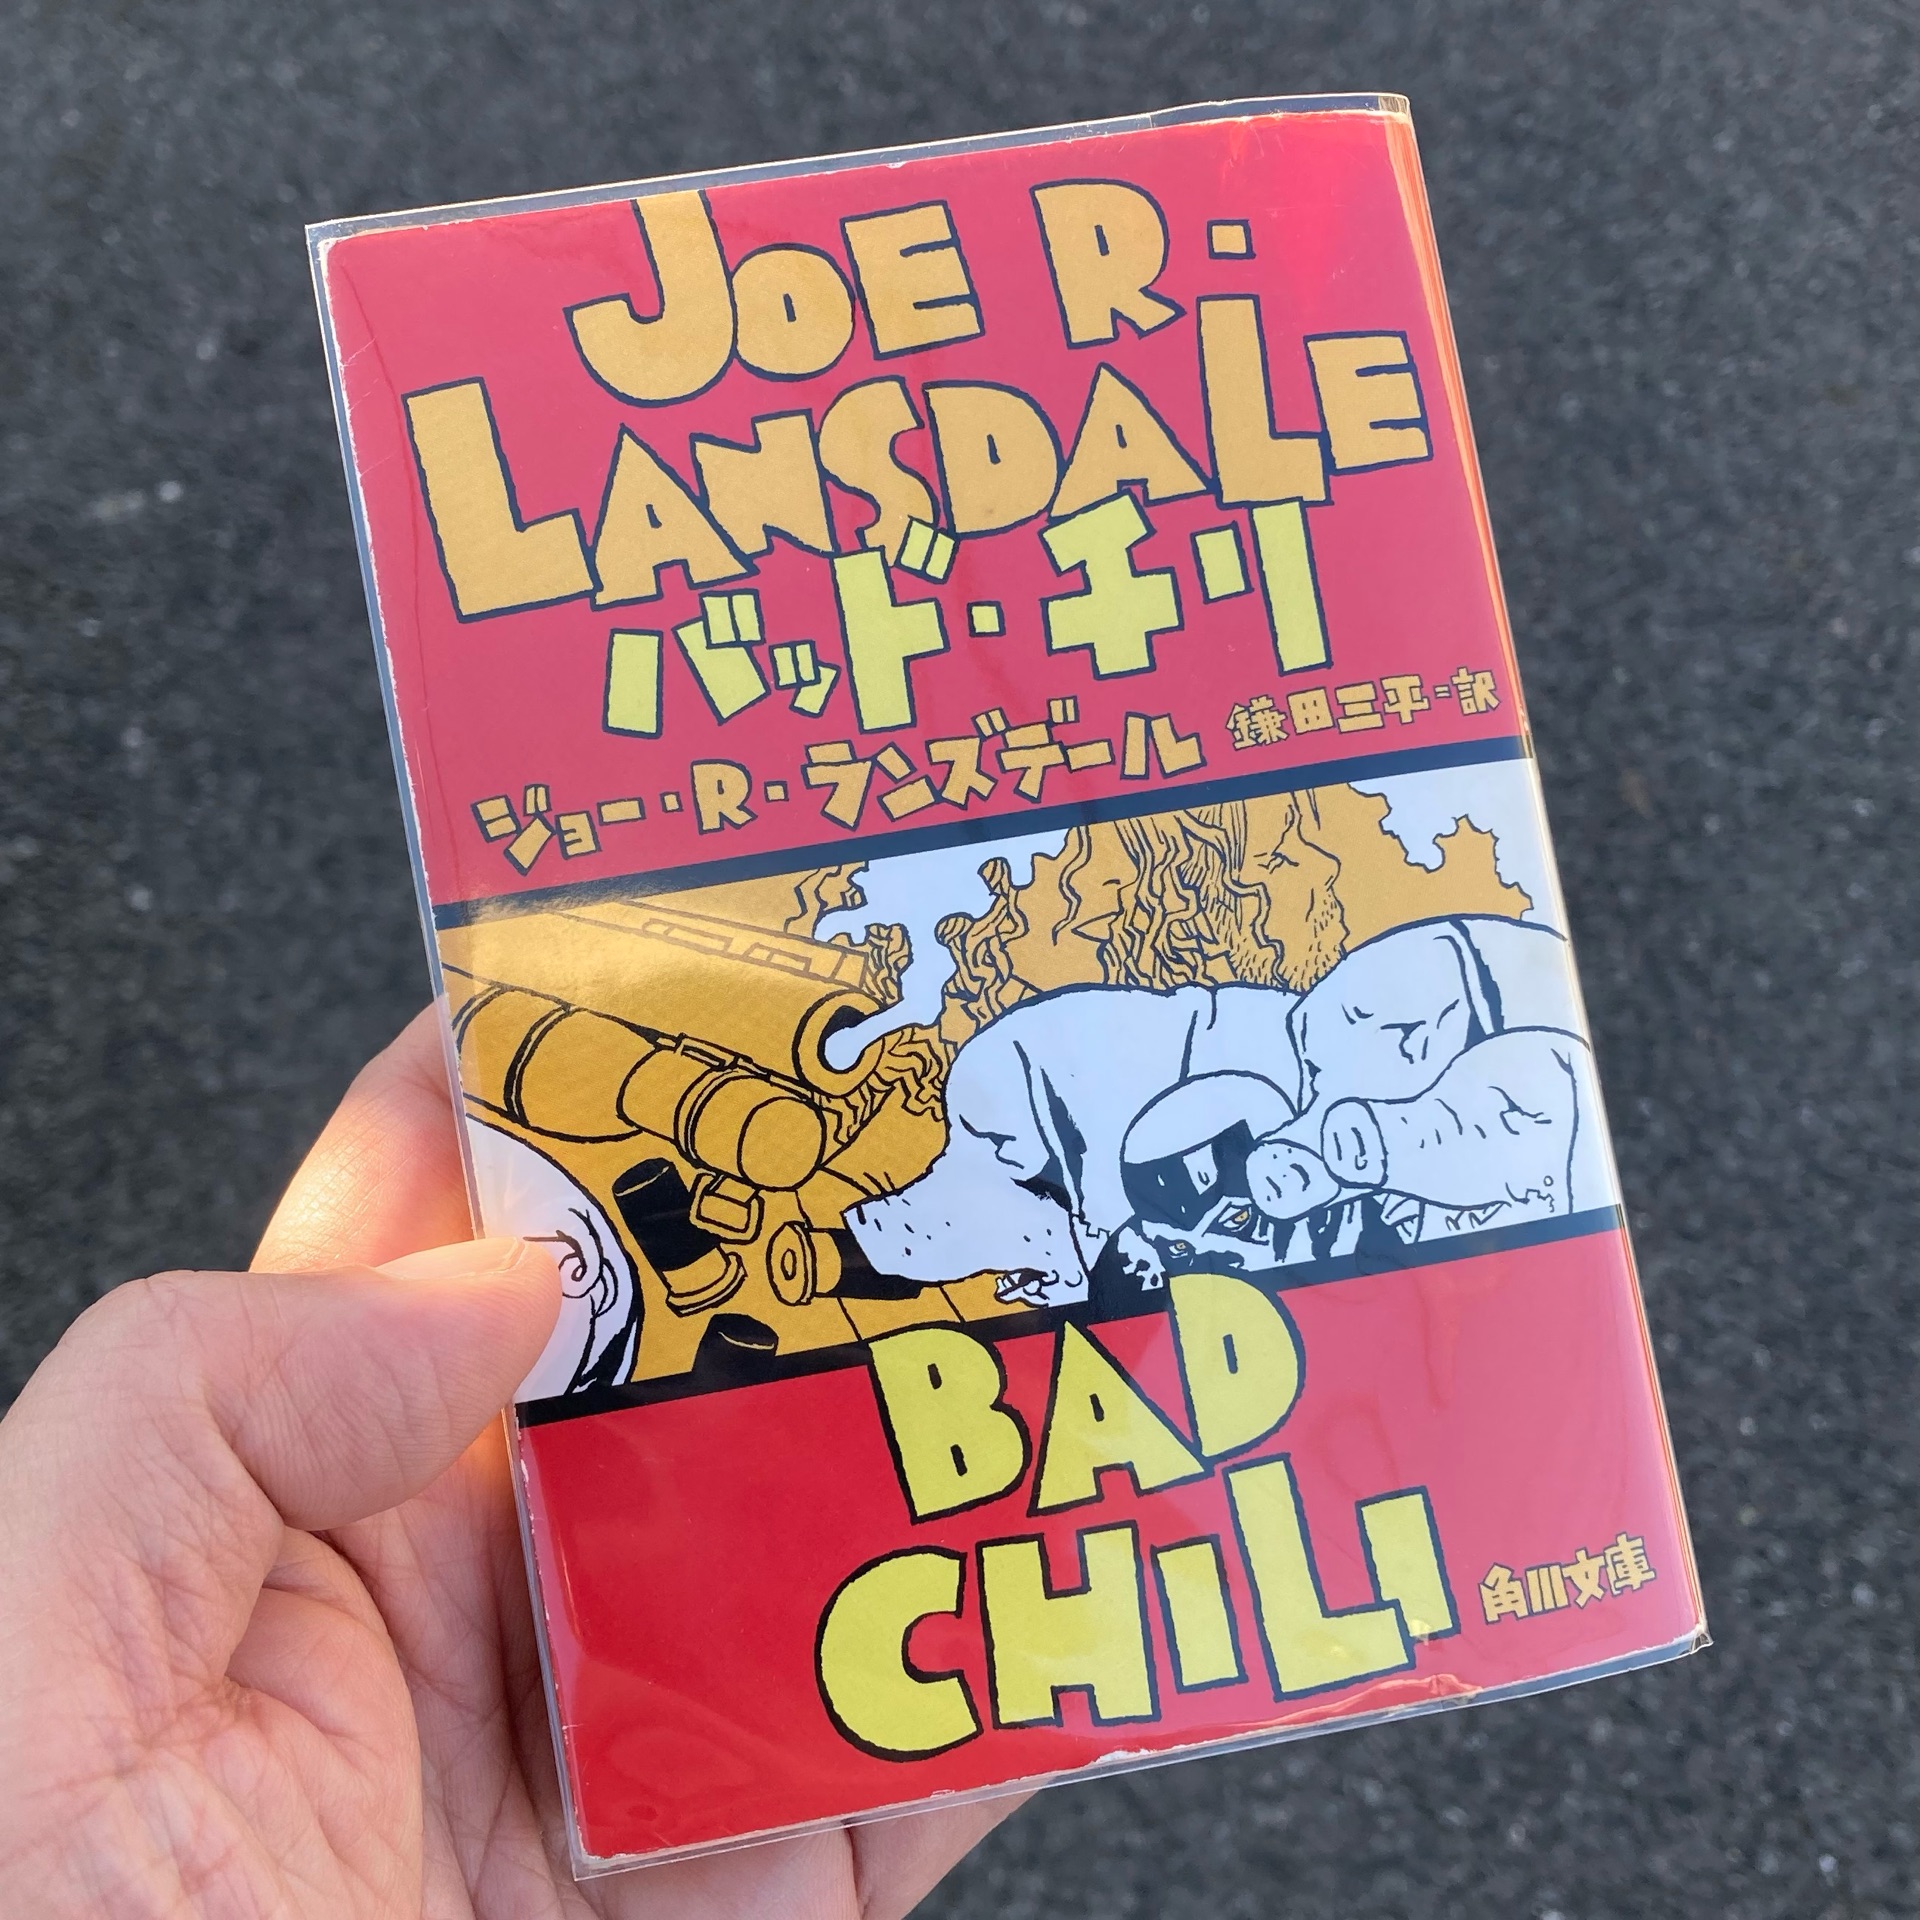 JOE R.
LANSDALE
バッド・チリ
ジョー・R・ランズデール 鎌田三平=訳
BAD
CHILI
角川文庫